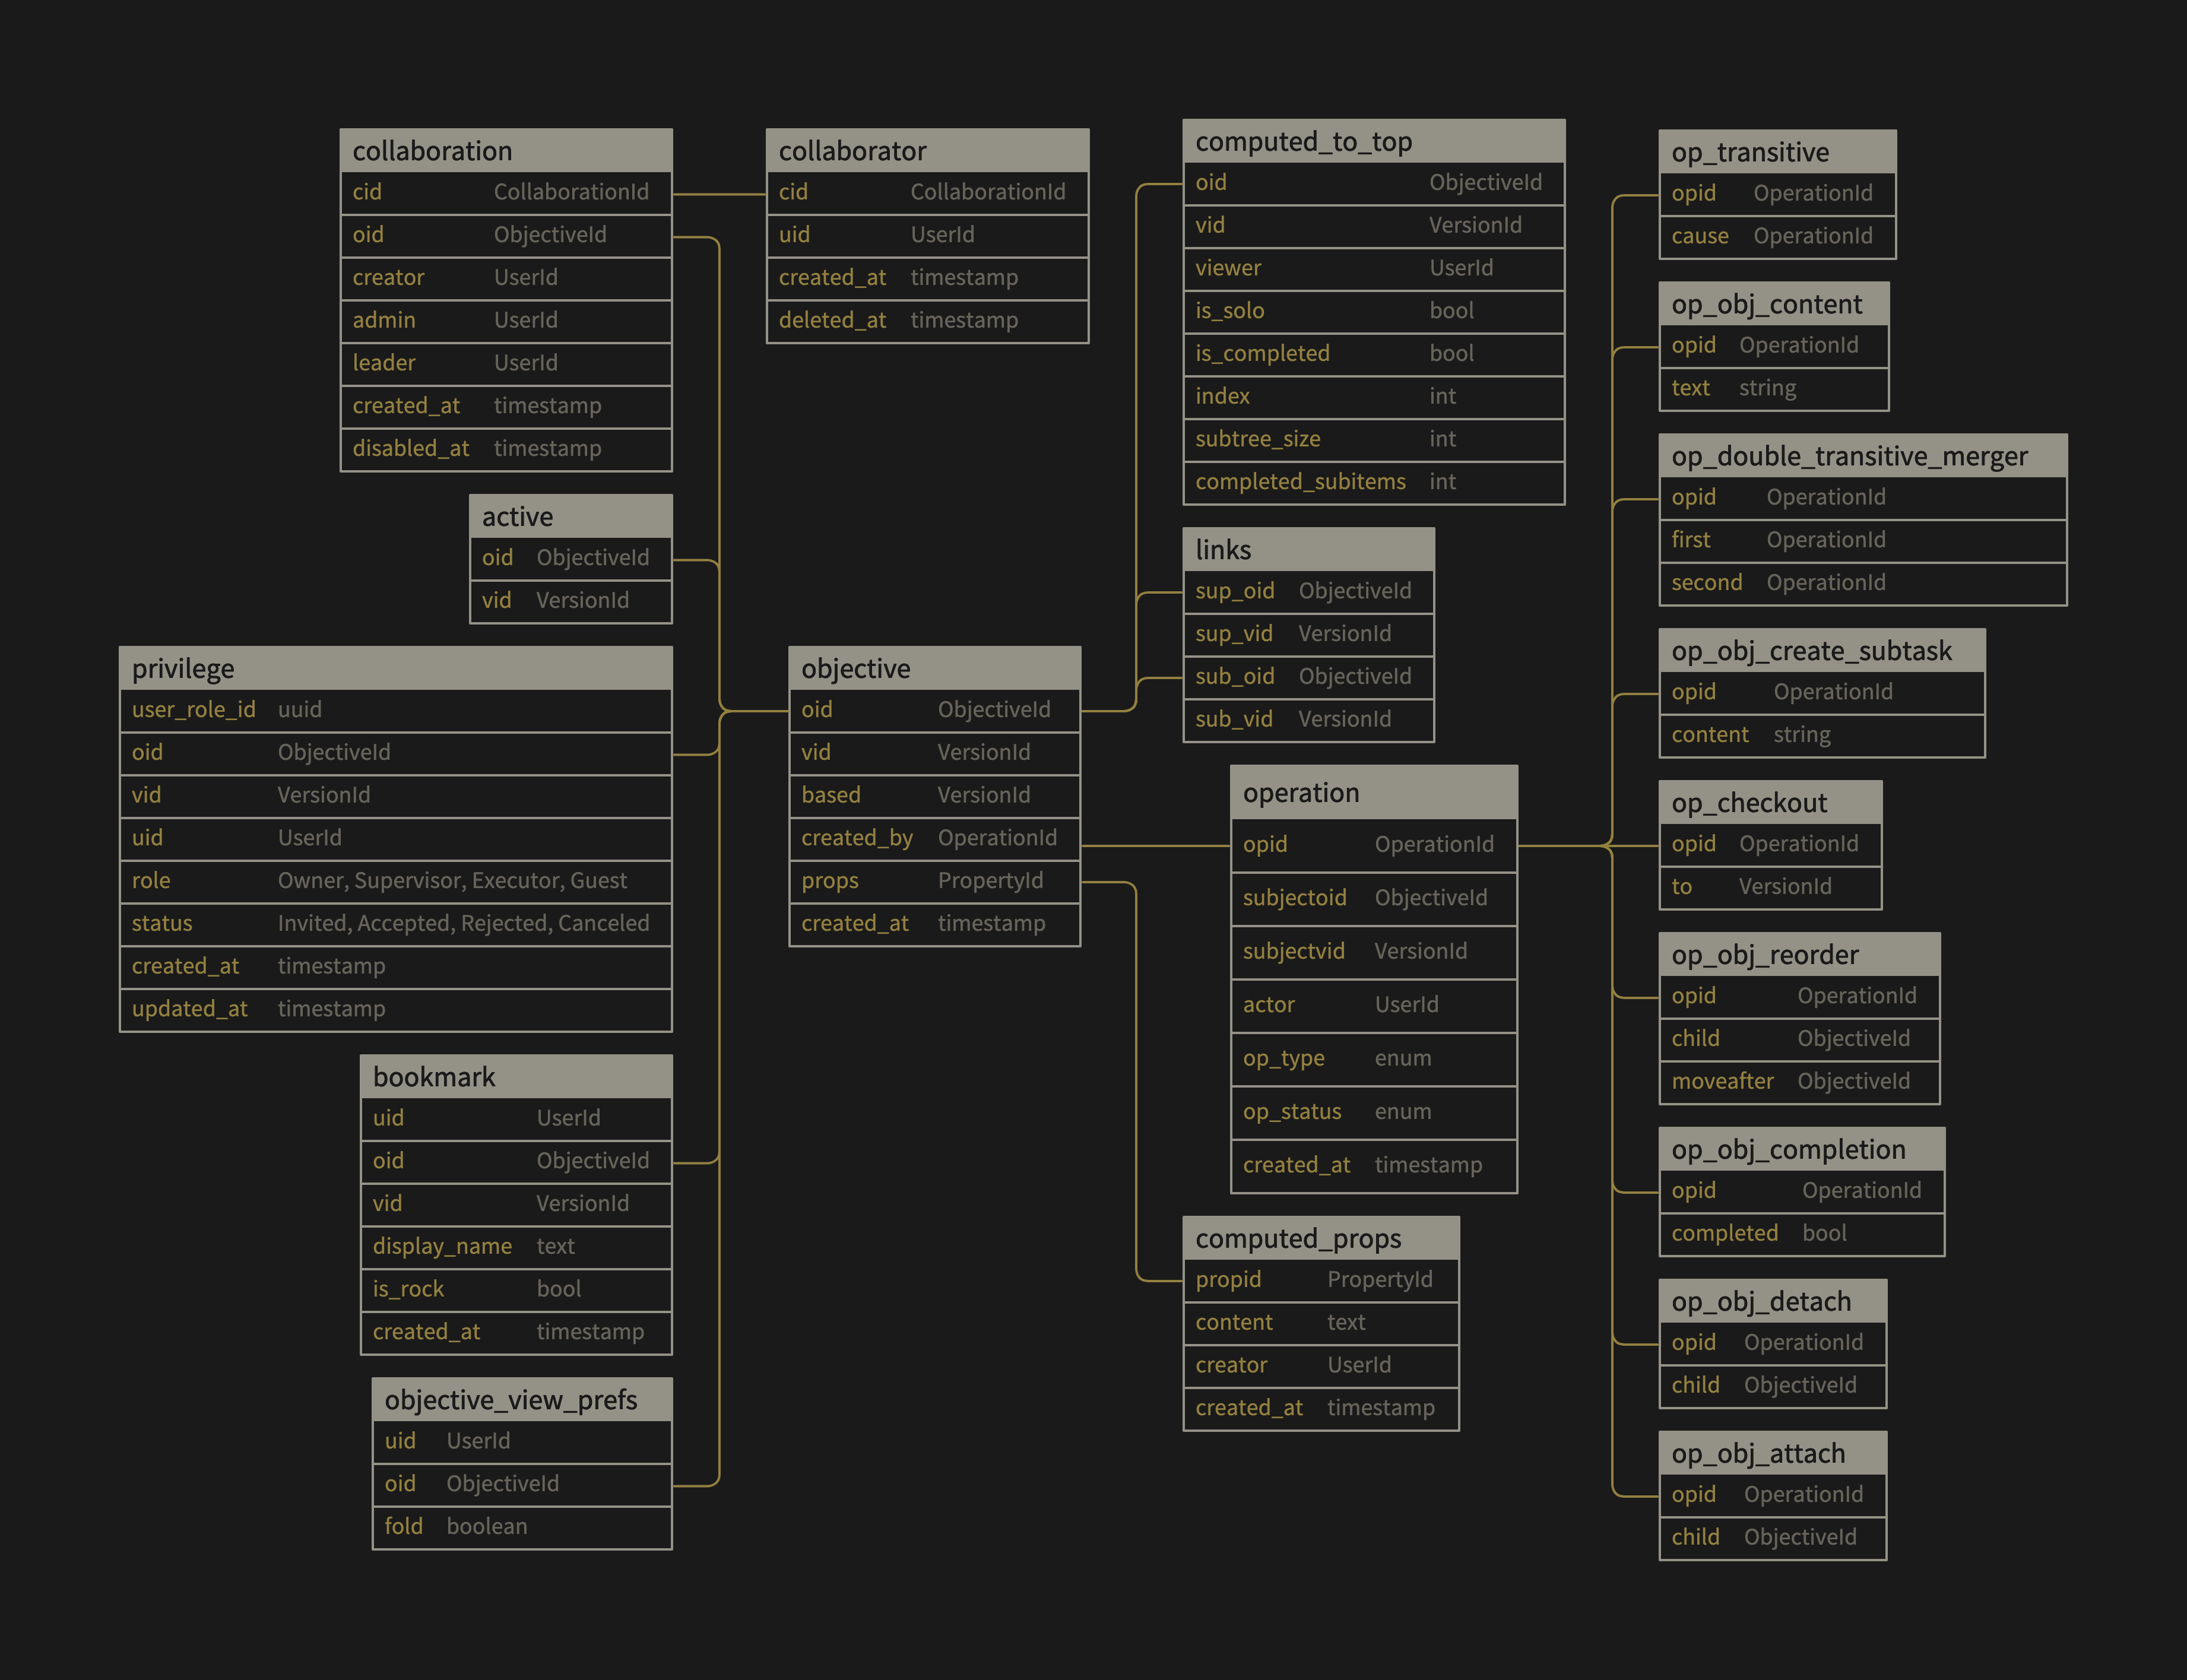 collaboration
cid CollaborationId
oid ObjectiveId
creator UserId
admin UserId
leader UserId
created_at timestamp
disabled_at timestamp
active
oid ObjectiveId
vid VersionId
privilege
user_role_id uuid
oid ObjectiveId
vid VersionId
uid UserId
role Owner, Supervisor, Executor, Guest
status Invited, Accepted, Rejected, Canceled
created_at timestamp
updated_at timestamp
bookmark
uid UserId
oid ObjectiveId
vid VersionId
display_name text
is_rock bool
created_at timestamp
objective_view_prefs
uid UserId
oid ObjectiveId
fold boolean
collaborator
cid CollaborationId
uid UserId
created_at timestamp
deleted_at timestamp
objective
oid ObjectiveId
vid VersionId
based VersionId
created_by OperationId
props PropertyId
created_at timestamp
computed_to_top
oid ObjectiveId
vid VersionId
viewer UserId
is_solo bool
is_completed bool
index int
subtree_size int
completed_subitems int
links
sup_oid ObjectiveId
sup_vid VersionId
sub_oid ObjectiveId
sub_vid VersionId
operation
opid OperationId
subjectoid ObjectiveId
subjectvid VersionId
actor UserId
op_type enum
op_status enum
created_at timestamp
computed_props
propid PropertyId
content text
creator UserId
created_at timestamp
op_transitive
opid OperationId
cause OperationId
op_obj_content
opid OperationId
text string
op_double_transitive_merger
opid OperationId
first OperationId
second OperationId
op_obj_create_subtask
opid OperationId
content string
op_checkout
opid OperationId
to VersionId
op_obj_reorder
opid OperationId
child ObjectiveId
moveafter ObjectiveId
op_obj_completion
opid OperationId
completed bool
op_obj_detach
opid OperationId
child ObjectiveId
op_obj_attach
opid OperationId
child ObjectiveId